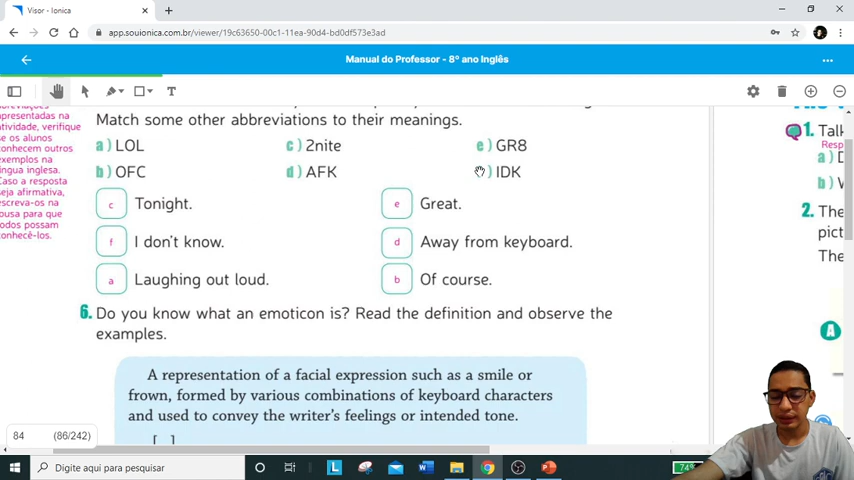 Visor - Ionica
app.souionica.com.br/viewer/19c63650-00c1-11ea-90d4-bd0df573e3ad
Manual do Professor - 8º ano Inglês
apresentadas na
atividade, verifique
se os alunos
conhecem outros
exemplos na
língua inglesa.
Caso a resposta
seja afirmativa,
escreva-os na
lousa para que
todos possam
conhecê-los.
Match some other abbreviations to their meanings.
a) LOL
c) 2nite
e) GR8
b) OFC
d) AFK
) IDK
c Tonight.
e Great.
f I don't know.
d Away from keyboard.
a Laughing out loud.
b Of course.
6. Do you know what an emoticon is? Read the definition and observe the
examples.
A representation of a facial expression such as a smile or
frown, formed by various combinations of keyboard characters
and used to convey the writer's feelings or intended tone.
[...]
1. Talk
Resp
a) D
b) W
2. The
pict
The
A
84 (86/242)
Digite aqui para pesquisar
74%